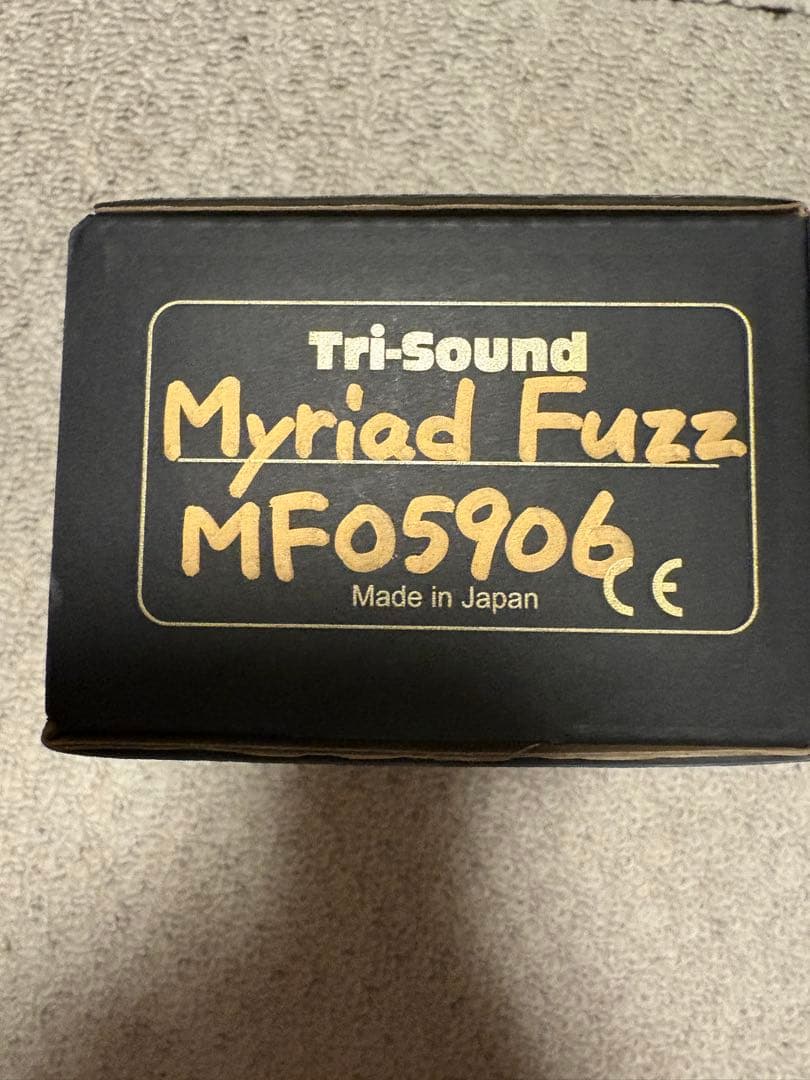 Tri-Sound
Myriad Fuzz
MF05906
Made in Japan
CE